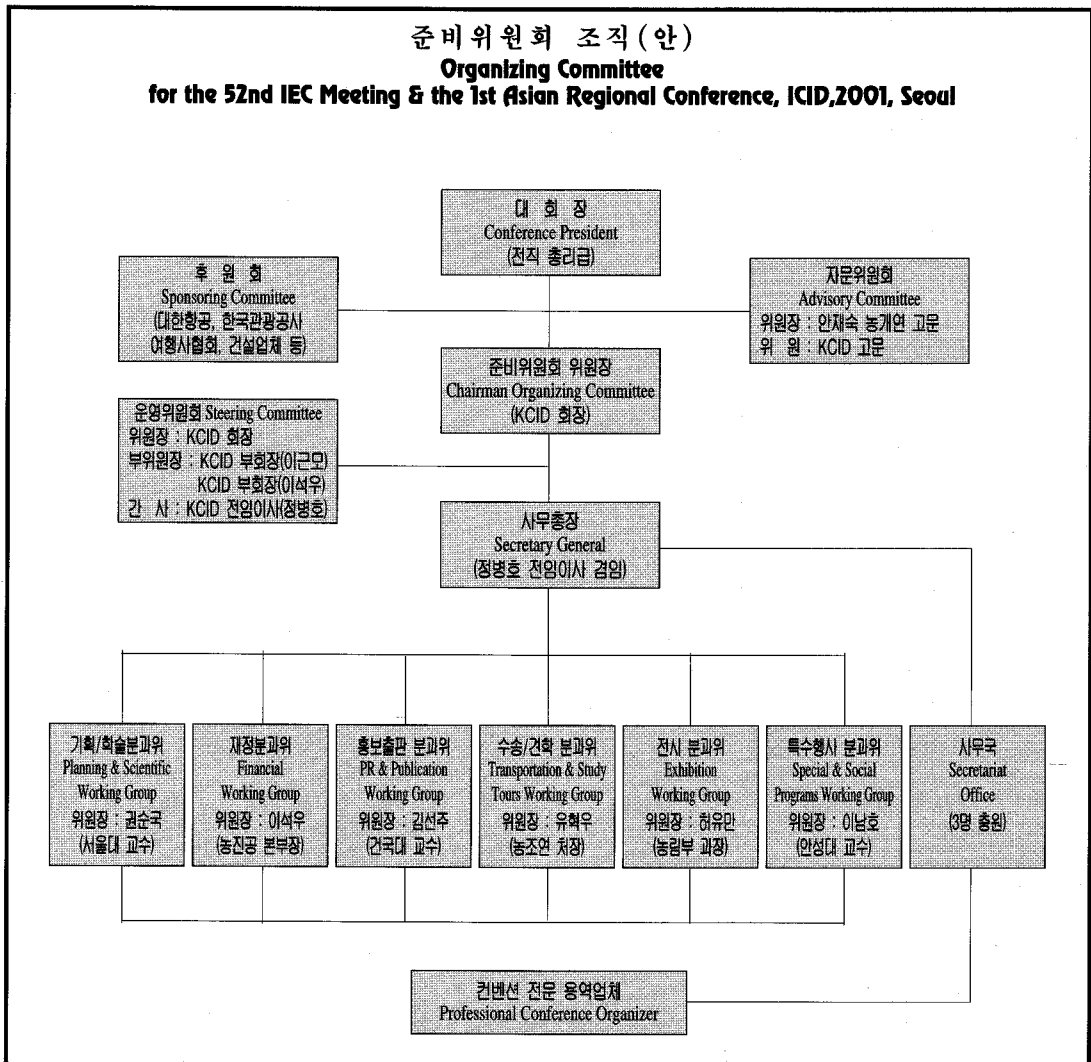 준비위원회 조직(안)
Organizing Committee
for the 52nd IEC Meeting & the 1st Asian Regional Conference, ICID,2001, Seoul
대 회 장
Conference President
(전직 총리급)
후 원 회
Sponsoring Committee
(대한항공, 한국관광공사
여행사협회, 건설업체 등)
자문위원회
Advisory Committee
위원장 : 안재숙 농개연 고문
위 원 : KCID 고문
준비위원회 위원장
Chairman Organizing Committee
(KCID 회장)
운영위원회 Steering Committee
위원장 : KCID 회장
부위원장 : KCID 부회장(이근모)
KCID 부회장(이석우)
간 사 : KCID 전임이사(정병호)
사무총장
Secretary General
(정병호 전임이사 겸임)
기획/학술분과위
Planning & Scientific
Working Group
위원장 : 권순국
(서울대 교수)
재정분과위
Financial
Working Group
위원장 : 이석우
(농진공 본부장)
홍보출판 분과위
PR & Publication
Working Group
위원장 : 김선주
(건국대 교수)
수송/견학 분과위
Transportation & Study
Tours Working Group
위원장 : 유혁우
(농조연 처장)
전시 분과위
Exhibition
Working Group
위원장 : 허유만
(농림부 과장)
특수행사 분과위
Special & Social
Programs Working Group
위원장 : 이남호
(안성대 교수)
사무국
Secretariat
Office
(3명 충원)
컨벤션 전문 용역업체
Professional Conference Organizer